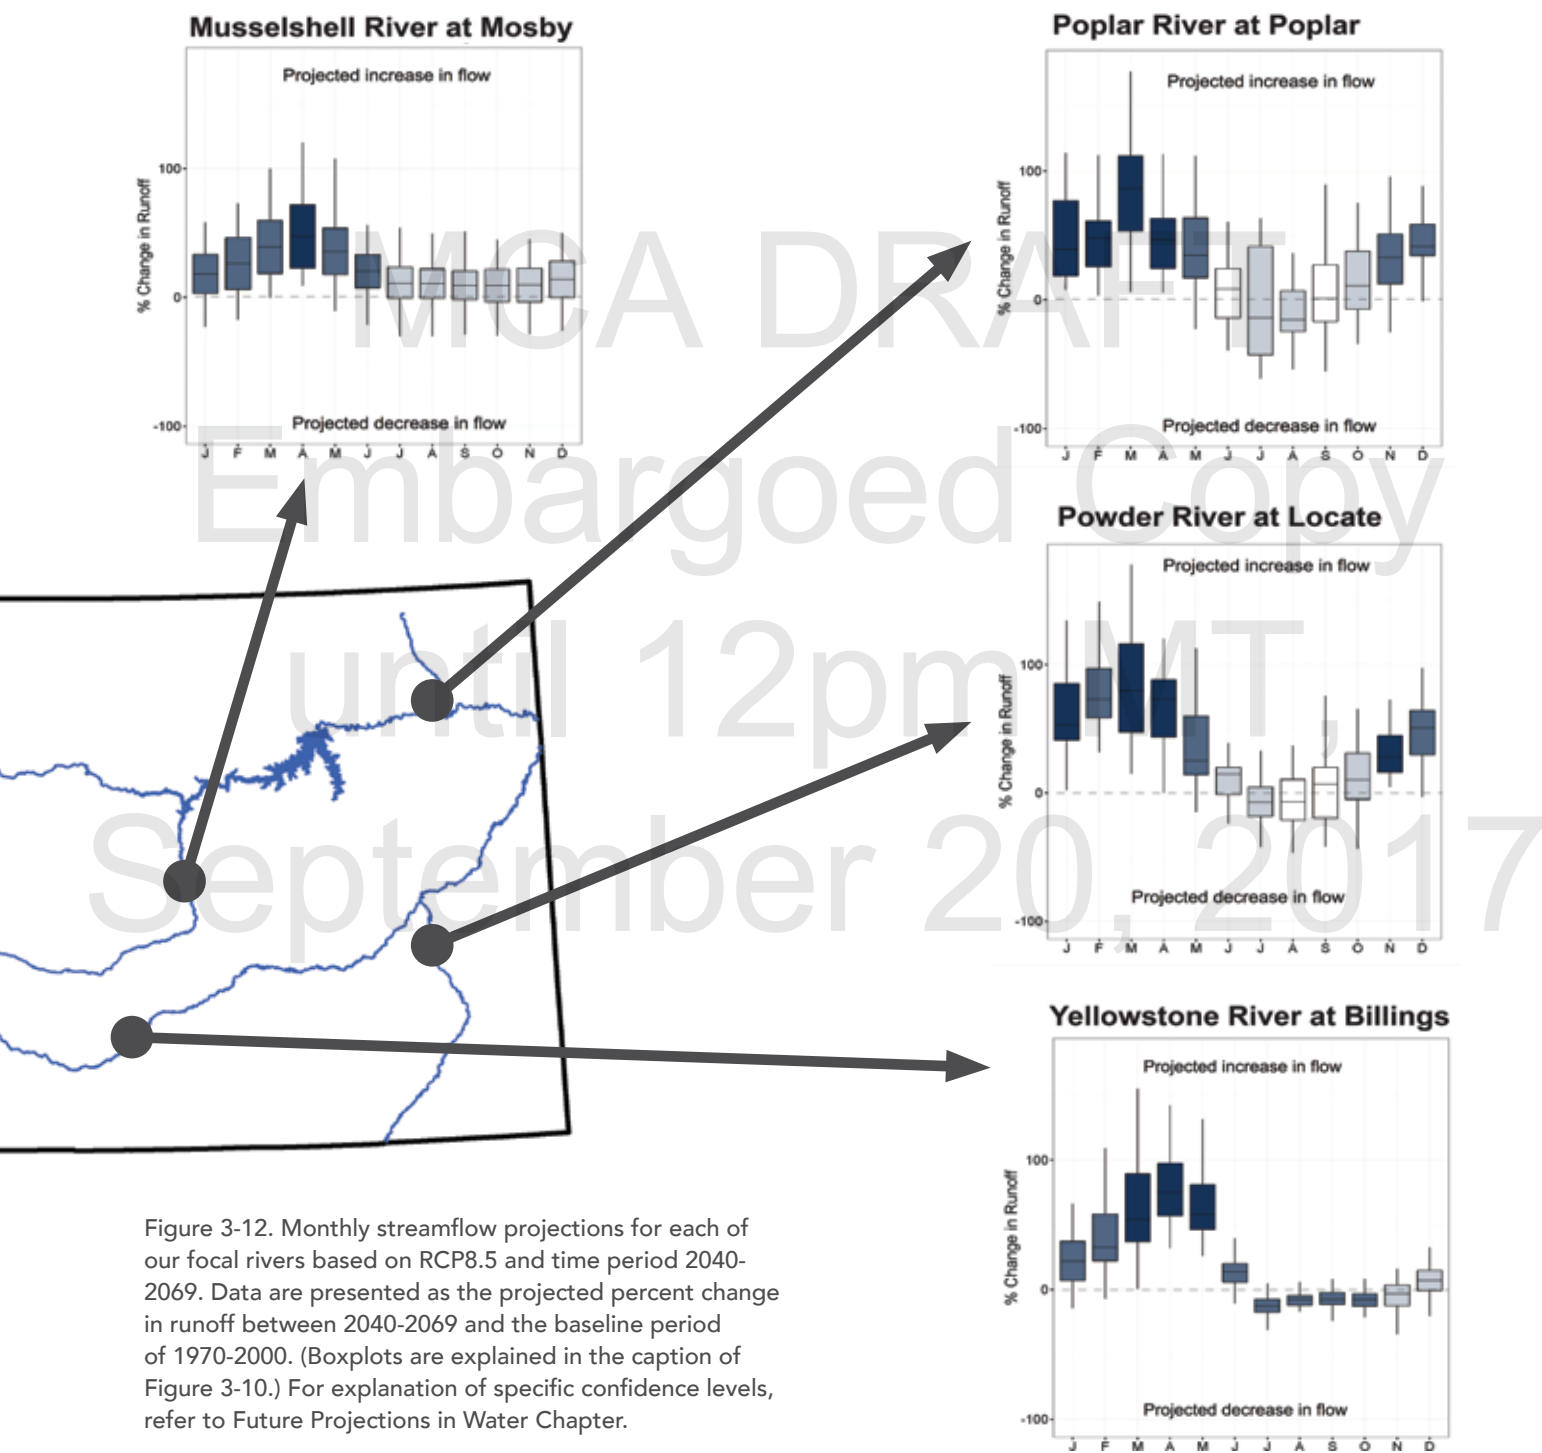 Musselshell River at Mosby
Projected increase in flow
% Change in Runoff
100
0
-100
Projected decrease in flow
J F M A M J J A S O N D
Poplar River at Poplar
Projected increase in flow
% Change in Runoff
100
0
-100
Projected decrease in flow
J F M A M J J A S O N D
Powder River at Locate
Projected increase in flow
% Change in Runoff
100
0
-100
Projected decrease in flow
J F M A M J J A S O N D
Yellowstone River at Billings
Projected increase in flow
% Change in Runoff
100
0
-100
Projected decrease in flow
J F M A M J J A S O N D
MCA DRAFT
Embargoed Copy
until 12pm MT,
September 20, 2017
Figure 3-12. Monthly streamflow projections for each of
our focal rivers based on RCP8.5 and time period 2040-
2069. Data are presented as the projected percent change
in runoff between 2040-2069 and the baseline period
of 1970-2000. (Boxplots are explained in the caption of
Figure 3-10.) For explanation of specific confidence levels,
refer to Future Projections in Water Chapter.